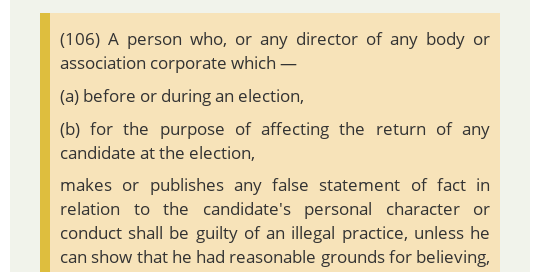 (106) A person who, or any director of any body or
association corporate which —
(a) before or during an election,
(b) for the purpose of affecting the return of any
candidate at the election,
makes or publishes any false statement of fact in
relation to the candidate's personal character or
conduct shall be guilty of an illegal practice, unless he
can show that he had reasonable grounds for believing,